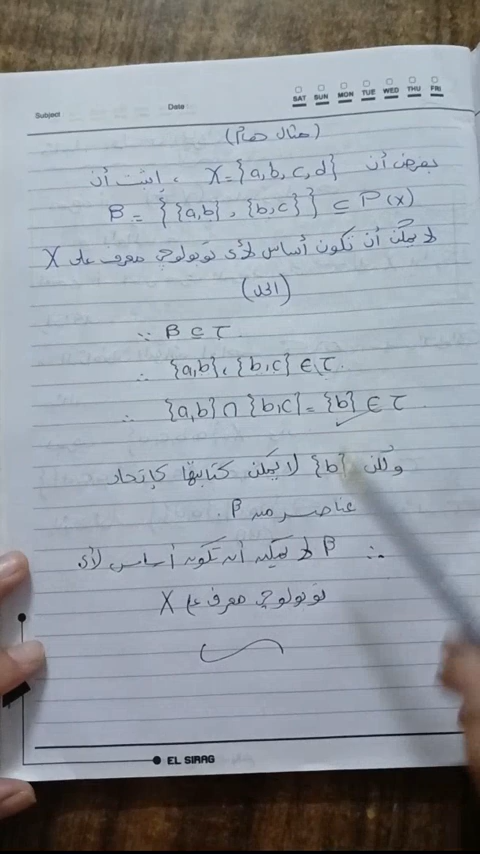 Subject
Date
SAT SUN MON TUE WED THU FRI
(مثال هام)
بفرض أن X={a,b,c,d} ، إثبت أن
β = {{a,b} , {b,c}} ⊆ P(x)
لا يمكن أن تكون أساس لأى توبولوجى معرف على X
(الحل)
∵ β ⊆ τ
∴ {a,b} , {b,c} ∈ τ.
∴ {a,b} ∩ {b,c} = {b} ∈ τ
ولكن {b} لا يمكن كتابتها كإتحاد
عناصر من β.
∴ β لا يمكن أن تكون أساس لأى
توبولوجى معرف على X
EL SIRAG